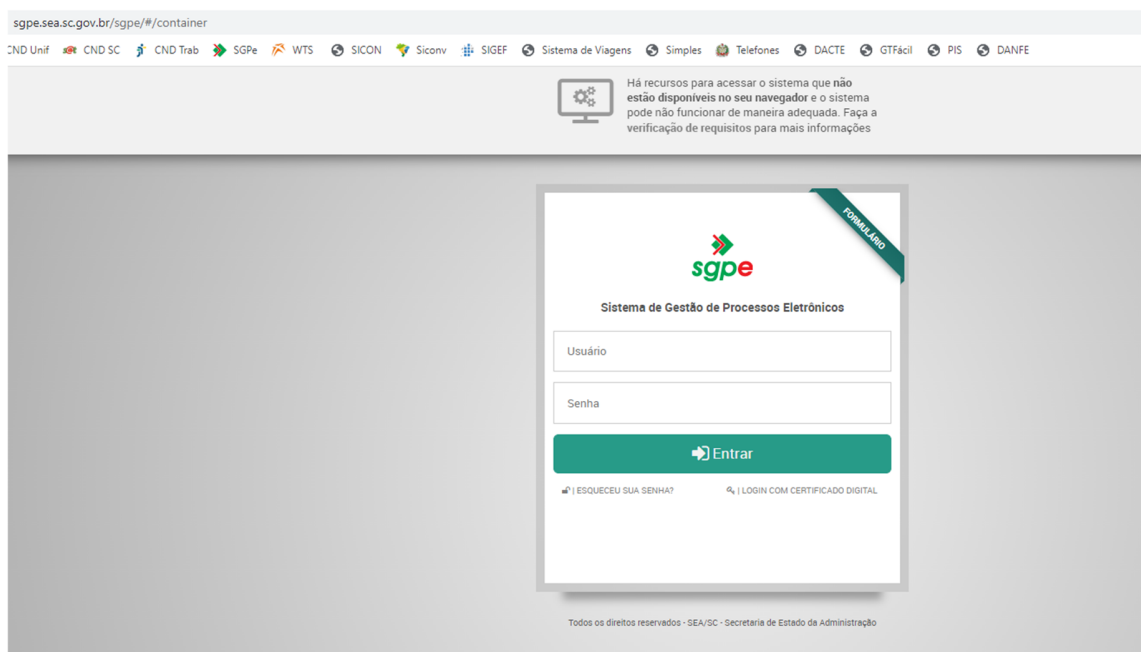 sgpe.sea.sc.gov.br/sgpe/#/container
CND Unif CND SC CND Trab SGPe WTS SICON Siconv SIGEF Sistema de Viagens Simples Telefones DACTE GTFácil PIS DANFE
Há recursos para acessar o sistema que não
estão disponíveis no seu navegador e o sistema
pode não funcionar de maneira adequada. Faça a
verificação de requisitos para mais informações
FORMULÁRIO
sgpe
Sistema de Gestão de Processos Eletrônicos
Usuário
Senha
Entrar
| ESQUECEU SUA SENHA? | LOGIN COM CERTIFICADO DIGITAL
Todos os direitos reservados - SEA/SC - Secretaria de Estado da Administração